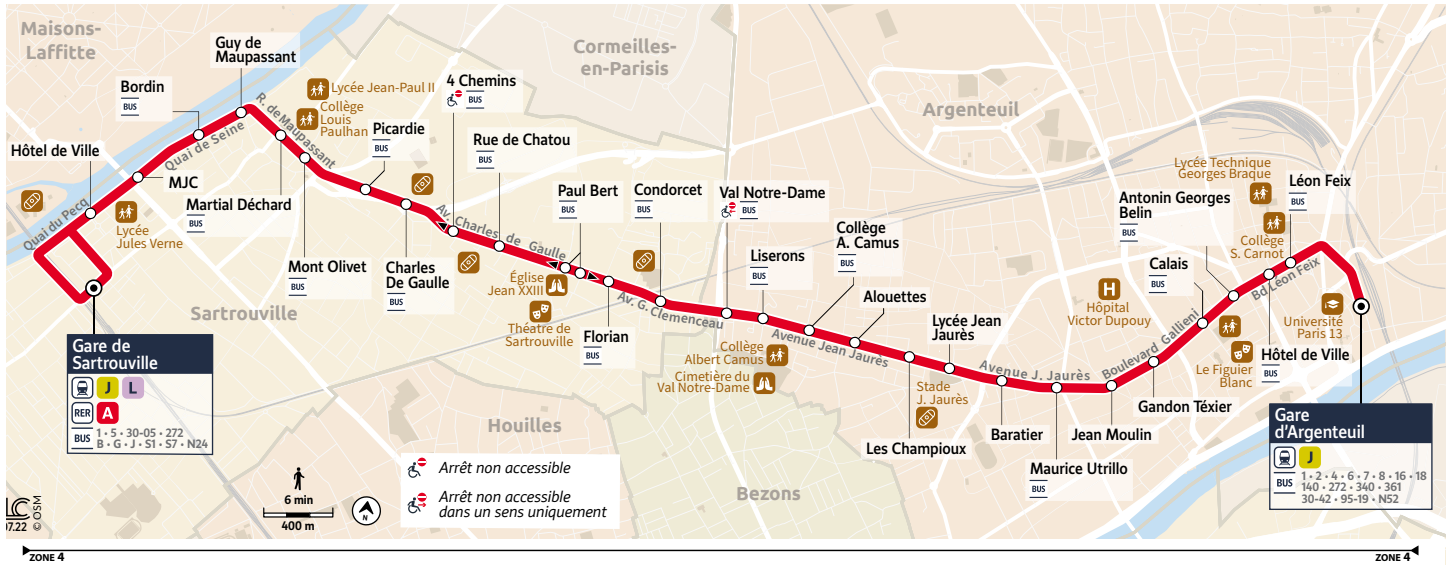 Maisons-
Laffitte
Cormeilles-
en-Parisis
Argenteuil
Sartrouville
Houilles
Bezons
Hôtel de Ville
BUS
MJC
Bordin
BUS
Guy de
Maupassant
Martial Déchard
BUS
Mont Olivet
BUS
Picardie
BUS
Charles
De Gaulle
BUS
4 Chemins
BUS
Rue de Chatou
BUS
Paul Bert
BUS
Florian
BUS
Condorcet
BUS
Val Notre-Dame
BUS
Liserons
BUS
Collège
A. Camus
BUS
Alouettes
Les Champioux
Lycée Jean
Jaurès
Baratier
Maurice Utrillo
BUS
Jean Moulin
Gandon Téxier
Calais
BUS
Antonin Georges
Belin
BUS
Hôtel de Ville
BUS
Léon Feix
BUS
Quai du Pecq
Quai de Seine
R. de Maupassant
Av. Charles de Gaulle
Av. G. Clemenceau
Avenue Jean Jaurès
Avenue J. Jaurès
Boulevard Gallieni
Bd Léon Feix
Lycée
Jules Verne
Lycée Jean-Paul II
Collège
Louis
Paulhan
Église
Jean XXIII
Théatre de
Sartrouville
Collège
Albert Camus
Cimetière du
Val Notre-Dame
Stade
J. Jaurès
H
Hôpital
Victor Dupouy
Lycée Technique
Georges Braque
Collège
S. Carnot
Le Figuier
Blanc
Université
Paris 13
Gare de
Sartrouville
J L
RER A
BUS 1 • 5 • 30-05 • 272
B • G • J • S1 • S7 • N24
Gare
d'Argenteuil
J
BUS 1 • 2 • 4 • 6 • 7 • 8 • 16 • 18
140 • 272 • 340 • 361
30-42 • 95-19 • N52
6 min
400 m
N
Arrêt non accessible
Arrêt non accessible
dans un sens uniquement
LC
07.22
© OSM
ZONE 4
ZONE 4